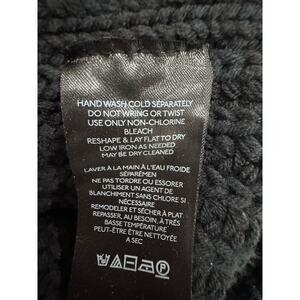 HAND WASH COLD SEPARATELY
DO NOT WRING OR TWIST
USE ONLY NON-CHLORINE
BLEACH
RESHAPE & LAY FLAT TO DRY
LOW IRON AS NEEDED
MAY BE DRY CLEANED
LAVER À LA MAIN À L'EAU FROIDE
SÉPARÉMENT
NE PAS TORDRE OU ESSORER
UTILISER UN AGENT DE
BLANCHIMENT SANS CHLORE SI
NÉCESSAIRE
REMODELER ET SÈCHER À PLAT
REPASSER, AU BESOIN, À TRÈS
BASSE TEMPÉRATURE
PEUT-ÊTRE ÊTRE NETTOYÉE
A SEC